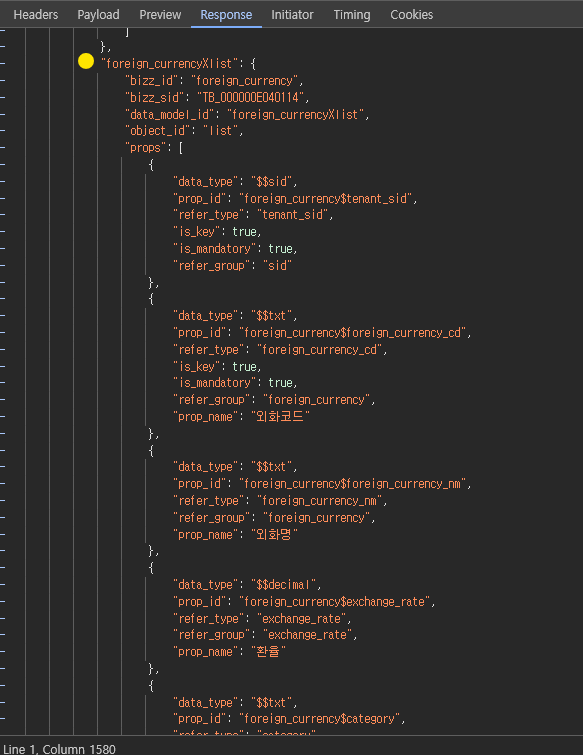 Headers Payload Preview Response Initiator Timing Cookies
]
},
"foreign_currencyXlist": {
"bizz_id": "foreign_currency",
"bizz_sid": "TB_000000E040114",
"data_model_id": "foreign_currencyXlist",
"object_id": "list",
"props": [
{
"data_type": "$$sid",
"prop_id": "foreign_currency$tenant_sid",
"refer_type": "tenant_sid",
"is_key": true,
"is_mandatory": true,
"refer_group": "sid"
},
{
"data_type": "$$txt",
"prop_id": "foreign_currency$foreign_currency_cd",
"refer_type": "foreign_currency_cd",
"is_key": true,
"is_mandatory": true,
"refer_group": "foreign_currency",
"prop_name": "외화코드"
},
{
"data_type": "$$txt",
"prop_id": "foreign_currency$foreign_currency_nm",
"refer_type": "foreign_currency_nm",
"refer_group": "foreign_currency",
"prop_name": "외화명"
},
{
"data_type": "$$decimal",
"prop_id": "foreign_currency$exchange_rate",
"refer_type": "exchange_rate",
"refer_group": "exchange_rate",
"prop_name": "환율"
},
{
"data_type": "$$txt",
"prop_id": "foreign_currency$category",
"refer_type": "category"
Line 1, Column 1580